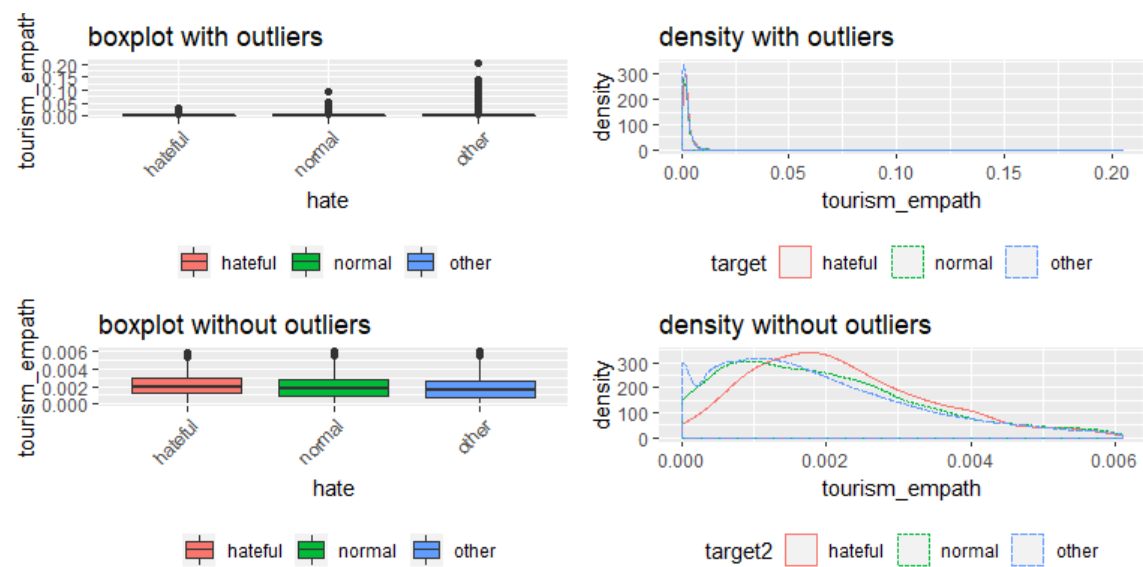 boxplot with outliers
tourism_empath
0.20
0.15
0.10
0.05
0.00
hateful
normal
other
hate
hateful normal other
density with outliers
density
300
200
100
0
0.00 0.05 0.10 0.15 0.20
tourism_empath
target hateful normal other
boxplot without outliers
tourism_empath
0.006
0.004
0.002
0.000
hateful
normal
other
hate
hateful normal other
density without outliers
density
300
200
100
0
0.000 0.002 0.004 0.006
tourism_empath
target2 hateful normal other